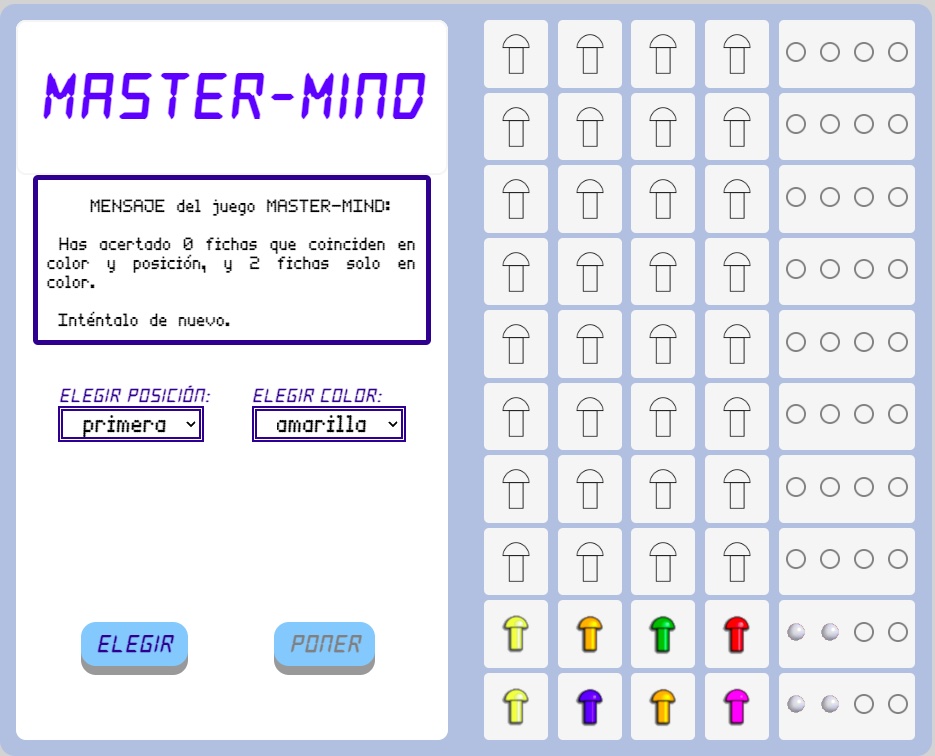 MASTER-MIND
MENSAJE del juego MASTER-MIND:
Has acertado 0 fichas que coinciden en
color y posición, y 2 fichas solo en
color.
Inténtalo de nuevo.
ELEGIR POSICIÓN: ELEGIR COLOR:
primera amarilla
ELEGIR PONER